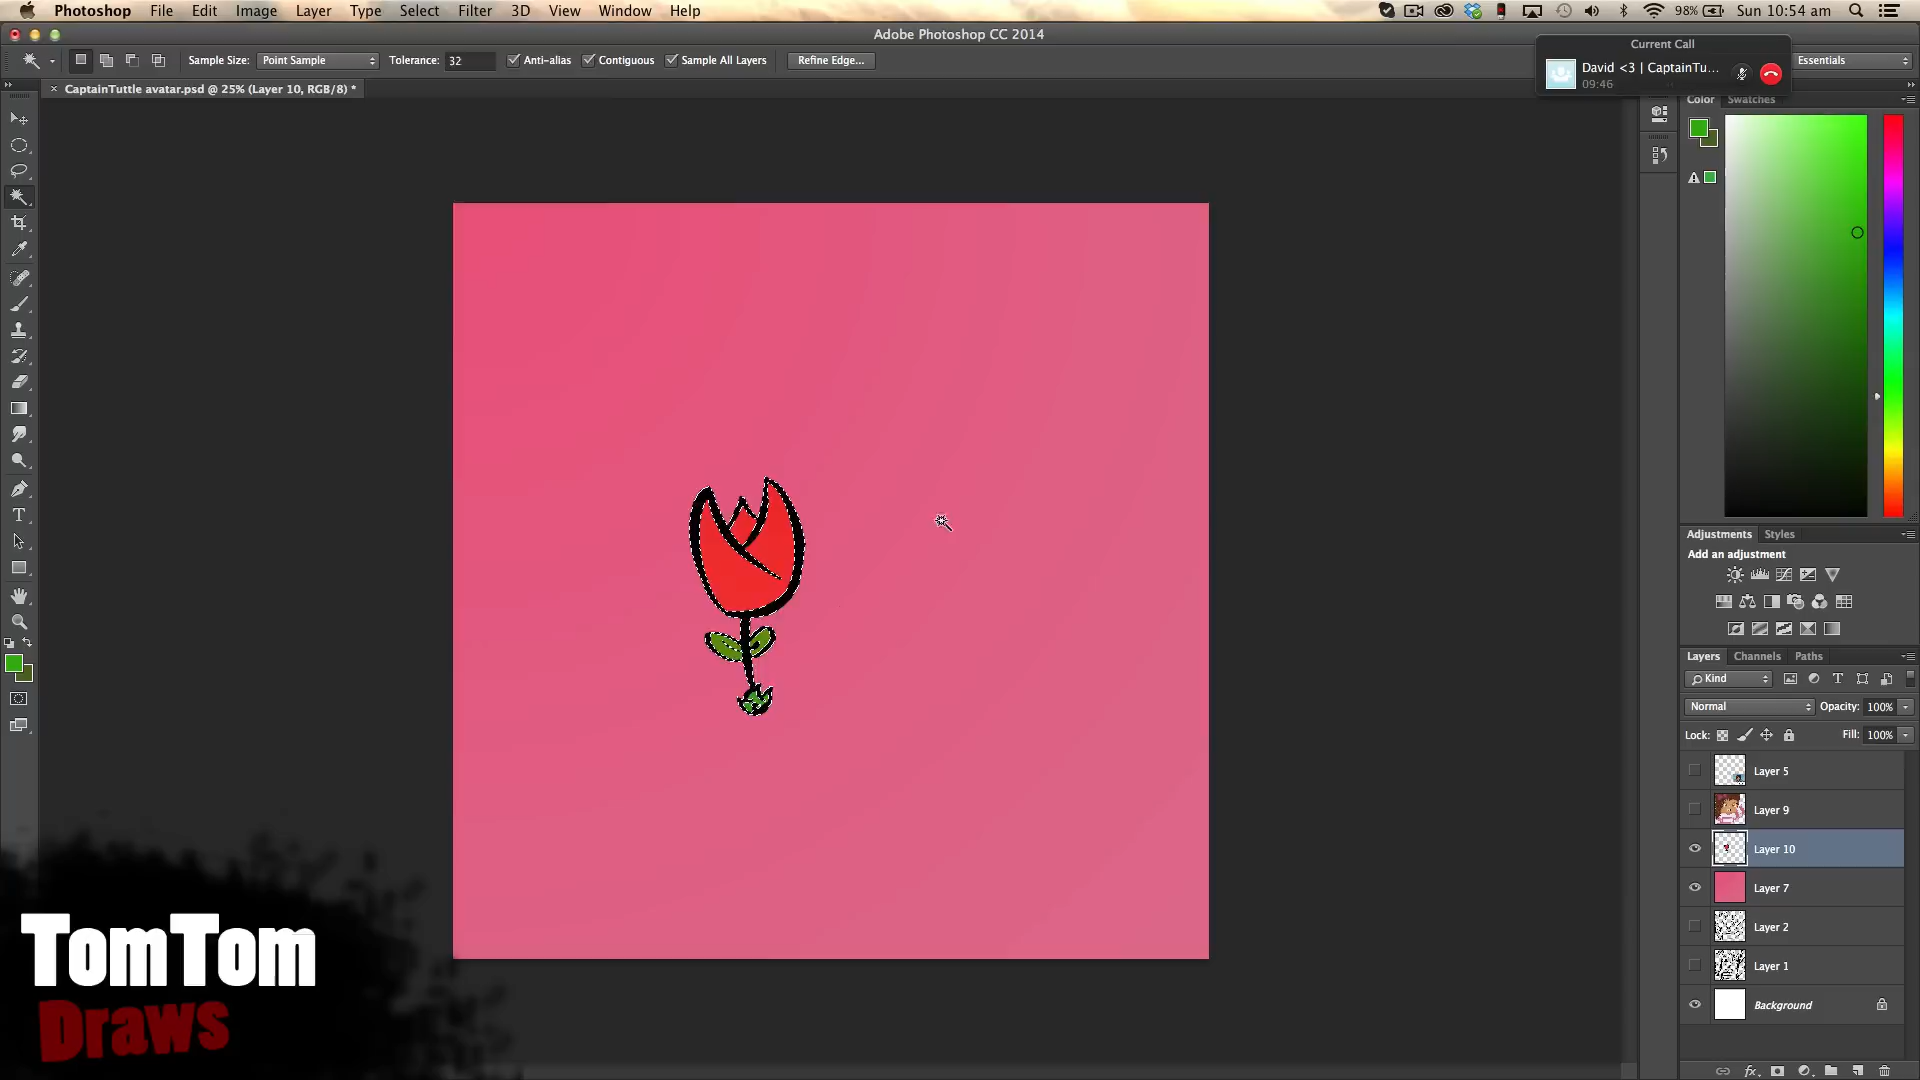 Photoshop File Edit Image Layer Type Select Filter 3D View Window Help 98% Sun 10:54 am
Adobe Photoshop CC 2014
Sample Size: Point Sample Tolerance: 32 Anti-alias Contiguous Sample All Layers Refine Edge...
Current Call
David <3 | CaptainTu...
09:46
Essentials
CaptainTuttle avatar.psd @ 25% (Layer 10, RGB/8) *
Color Swatches
Adjustments Styles
Add an adjustment
Layers Channels Paths
Kind
Normal Opacity: 100%
Lock: Fill: 100%
Layer 5
Layer 9
Layer 10
Layer 7
Layer 2
Layer 1
Background
TomTom
Draws